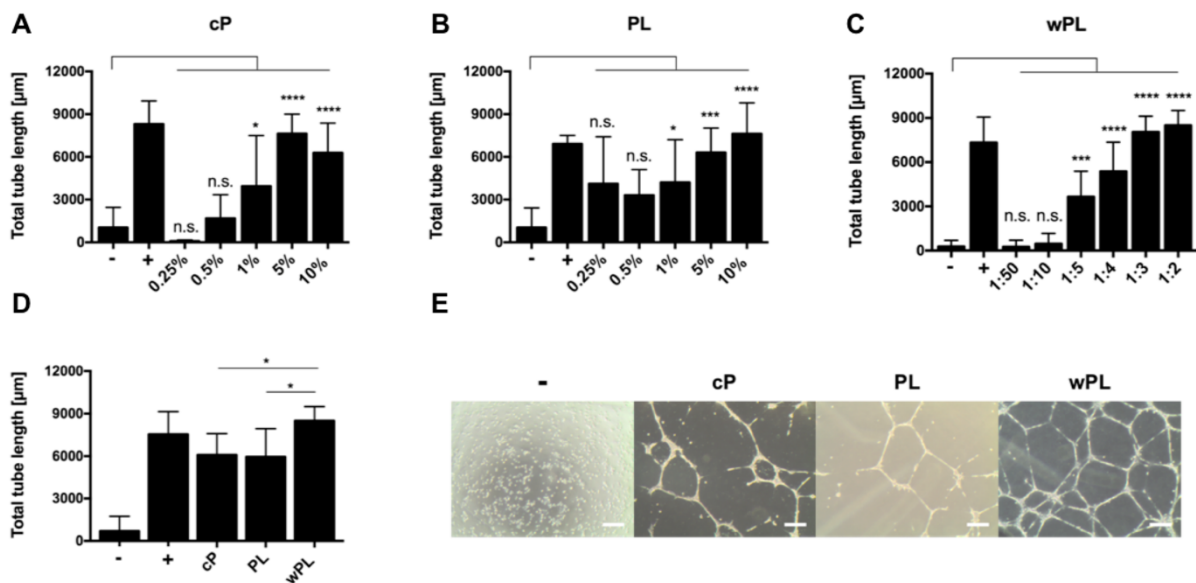 A
cP
Total tube length [µm]
12000
9000
6000
3000
0
n.s.
n.s.
*
****
****
-
+
0.25%
0.5%
1%
5%
10%
B
PL
Total tube length [µm]
12000
9000
6000
3000
0
n.s.
n.s.
*
***
****
-
+
0.25%
0.5%
1%
5%
10%
C
wPL
Total tube length [µm]
12000
9000
6000
3000
0
n.s.
n.s.
***
****
****
****
-
+
1:50
1:10
1:5
1:4
1:3
1:2
D
Total tube length [µm]
12000
9000
6000
3000
0
*
*
-
+
cP
PL
wPL
E
-
cP
PL
wPL